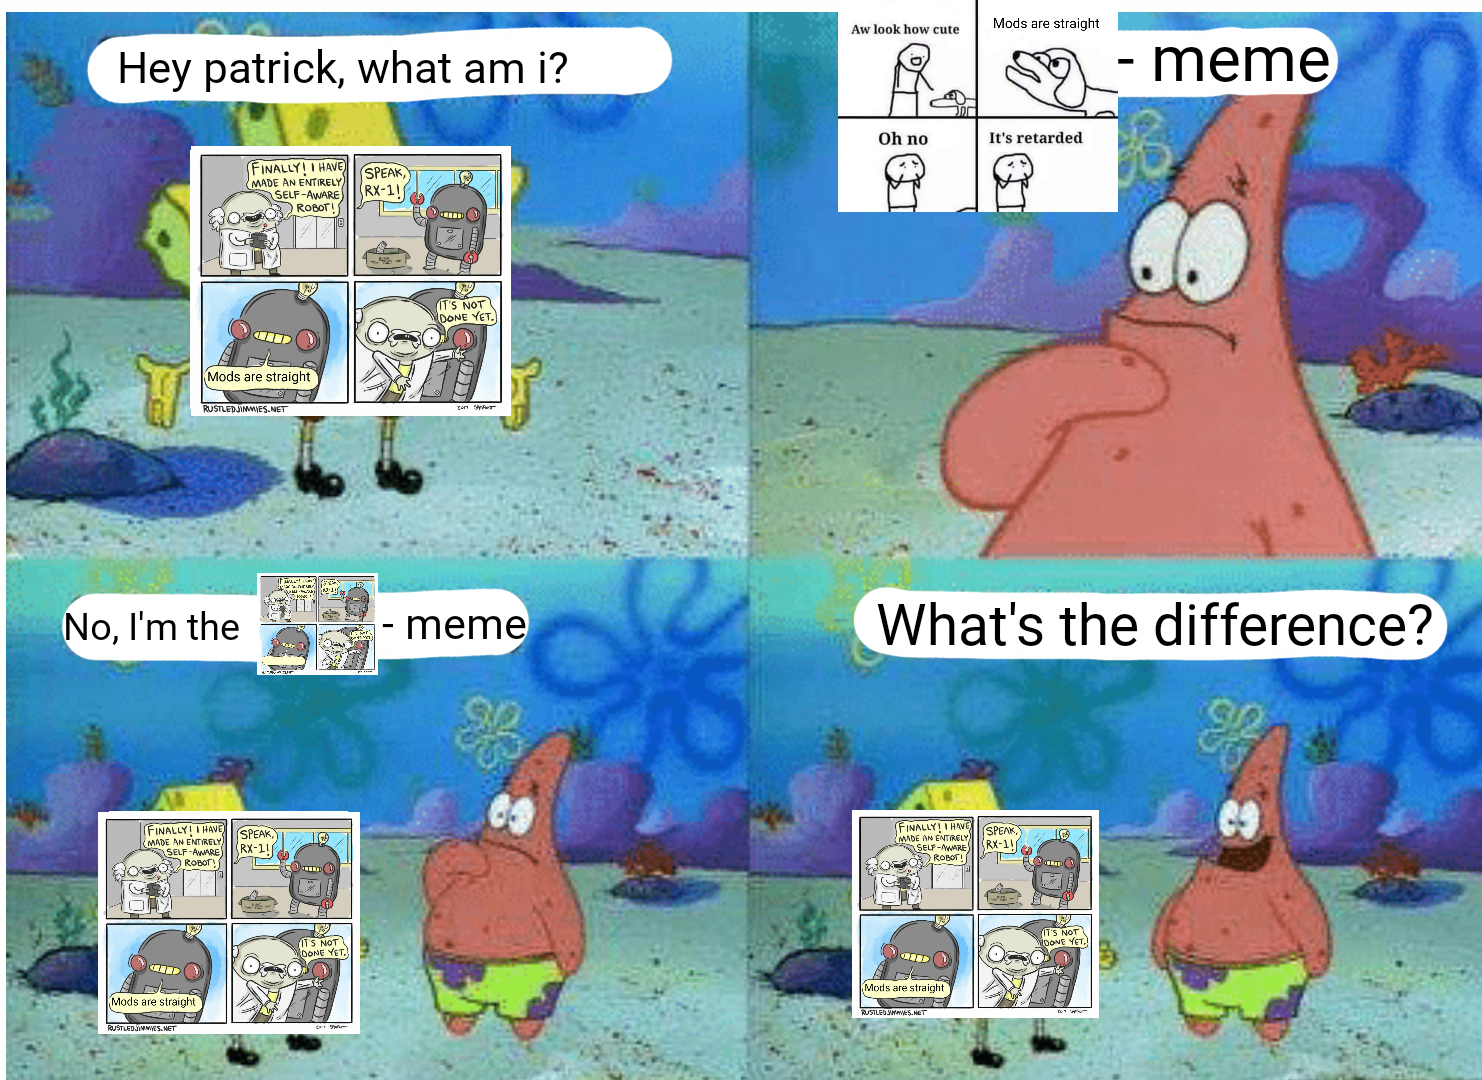 Hey patrick, what am i?
FINALLY! I HAVE
MADE AN ENTIRELY
SELF-AWARE
ROBOT!
SPEAK,
RX-1!
Mods are straight
IT'S NOT
DONE YET.
RUSTLEDJIMMIES.NET
Aw look how cute
Mods are straight
Oh no
It's retarded
- meme
No, I'm the
- meme
FINALLY! I HAVE
MADE AN ENTIRELY
SELF-AWARE
ROBOT!
SPEAK,
RX-1!
Mods are straight
IT'S NOT
DONE YET.
RUSTLEDJIMMIES.NET
What's the difference?
FINALLY! I HAVE
MADE AN ENTIRELY
SELF-AWARE
ROBOT!
SPEAK,
RX-1!
Mods are straight
IT'S NOT
DONE YET.
RUSTLEDJIMMIES.NET